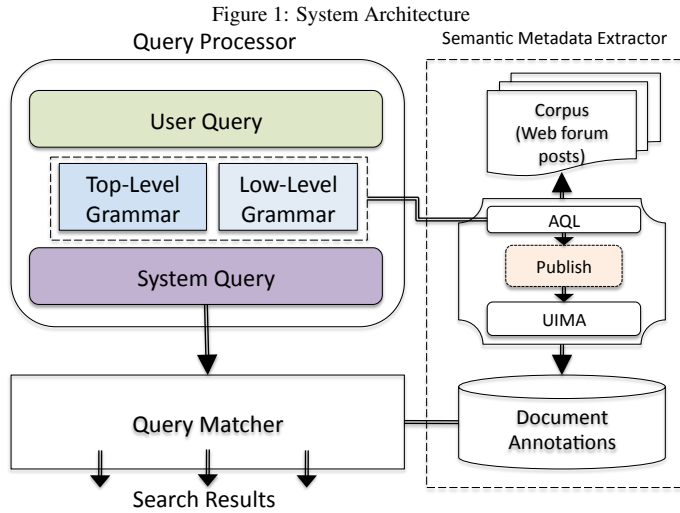 Figure 1: System Architecture
Query Processor
Semantic Metadata Extractor
User Query
Top-Level
Grammar
Low-Level
Grammar
System Query
Corpus
(Web forum
posts)
AQL
Publish
UIMA
Query Matcher
Document
Annotations
Search Results